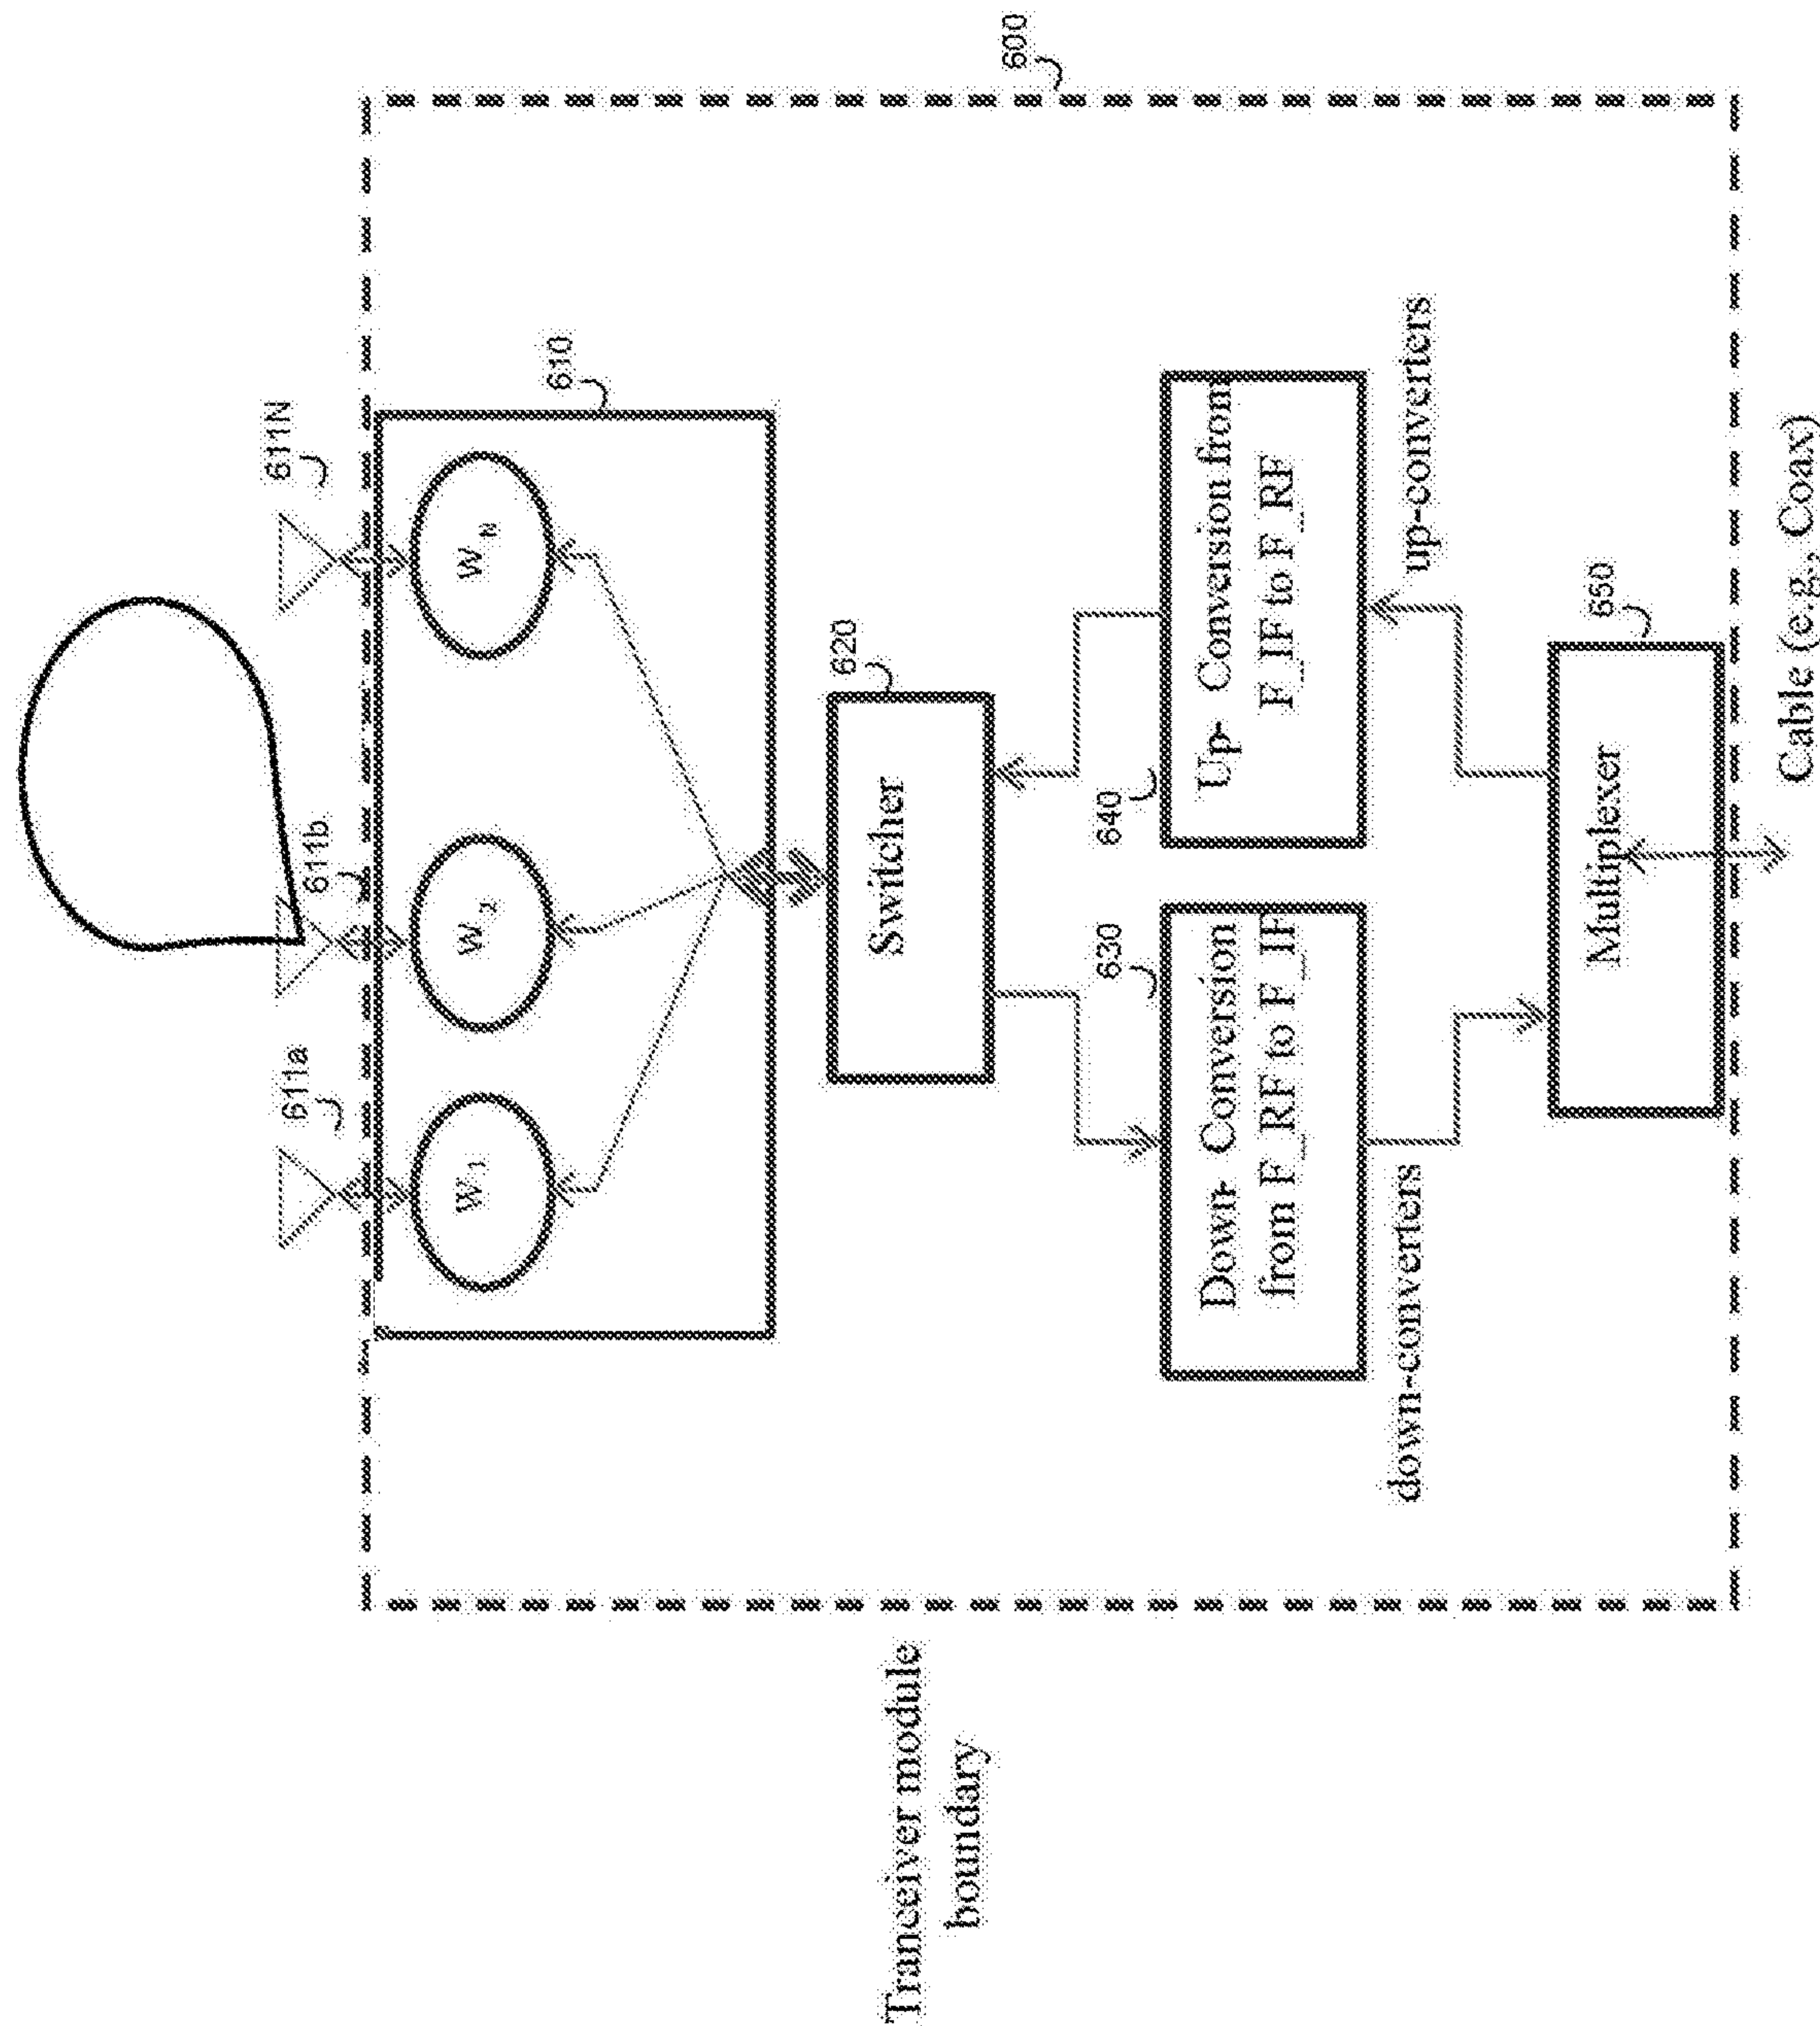 600
611a
611b
611N
610
W 1
W 2
W N
620
Switcher
630
640
Down- Conversion
from F_RF to F_IF
Up- Conversion from
F_IF to F_RF
down-converters
up-converters
650
Multiplexer
Cable (e.g., Coax)
Tranceiver module
boundary